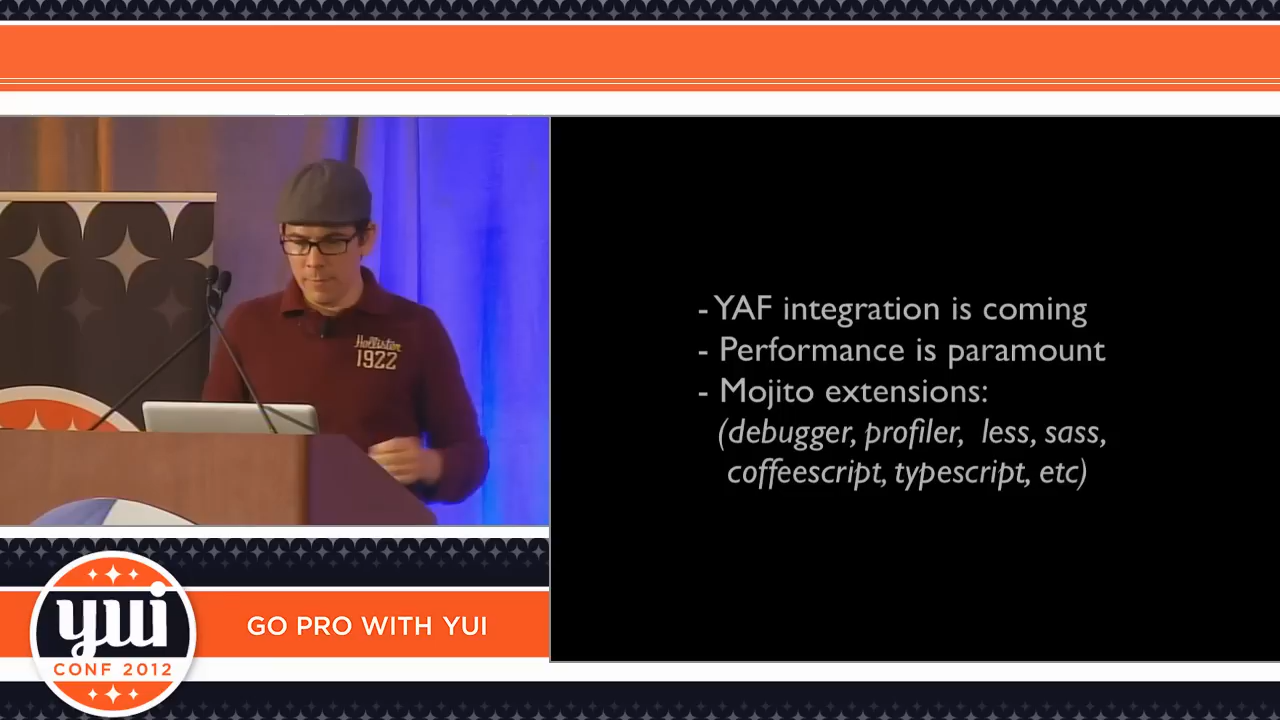 Hollister
1922
- YAF integration is coming
- Performance is paramount
- Mojito extensions:
(debugger, profiler, less, sass,
coffeescript, typescript, etc)
yui
CONF 2012
GO PRO WITH YUI